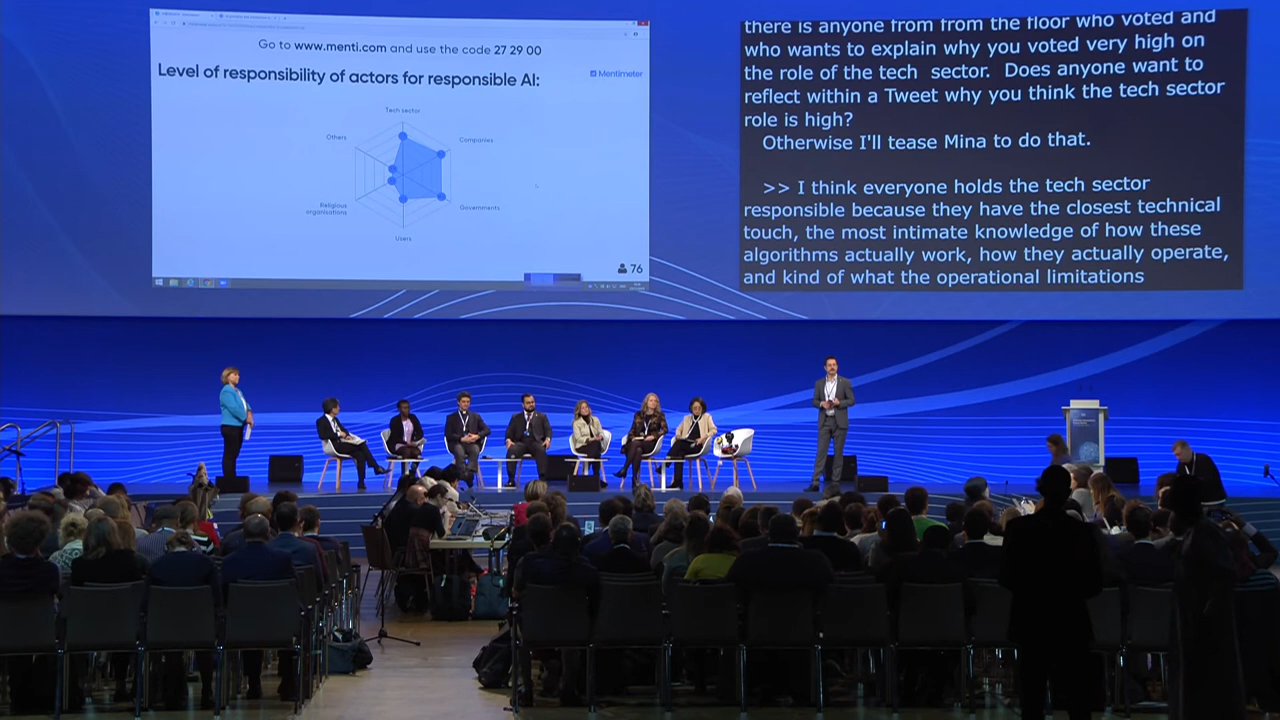 Go to www.menti.com and use the code 27 29 00
Level of responsibility of actors for responsible AI:
Mentimeter
Tech sector
Others
Companies
Religious
organisations
Governments
Users
76
there is anyone from from the floor who voted and
who wants to explain why you voted very high on
the role of the tech sector. Does anyone want to
reflect within a Tweet why you think the tech sector
role is high?
Otherwise I'll tease Mina to do that.
>> I think everyone holds the tech sector
responsible because they have the closest technical
touch, the most intimate knowledge of how these
algorithms actually work, how they actually operate,
and kind of what the operational limitations